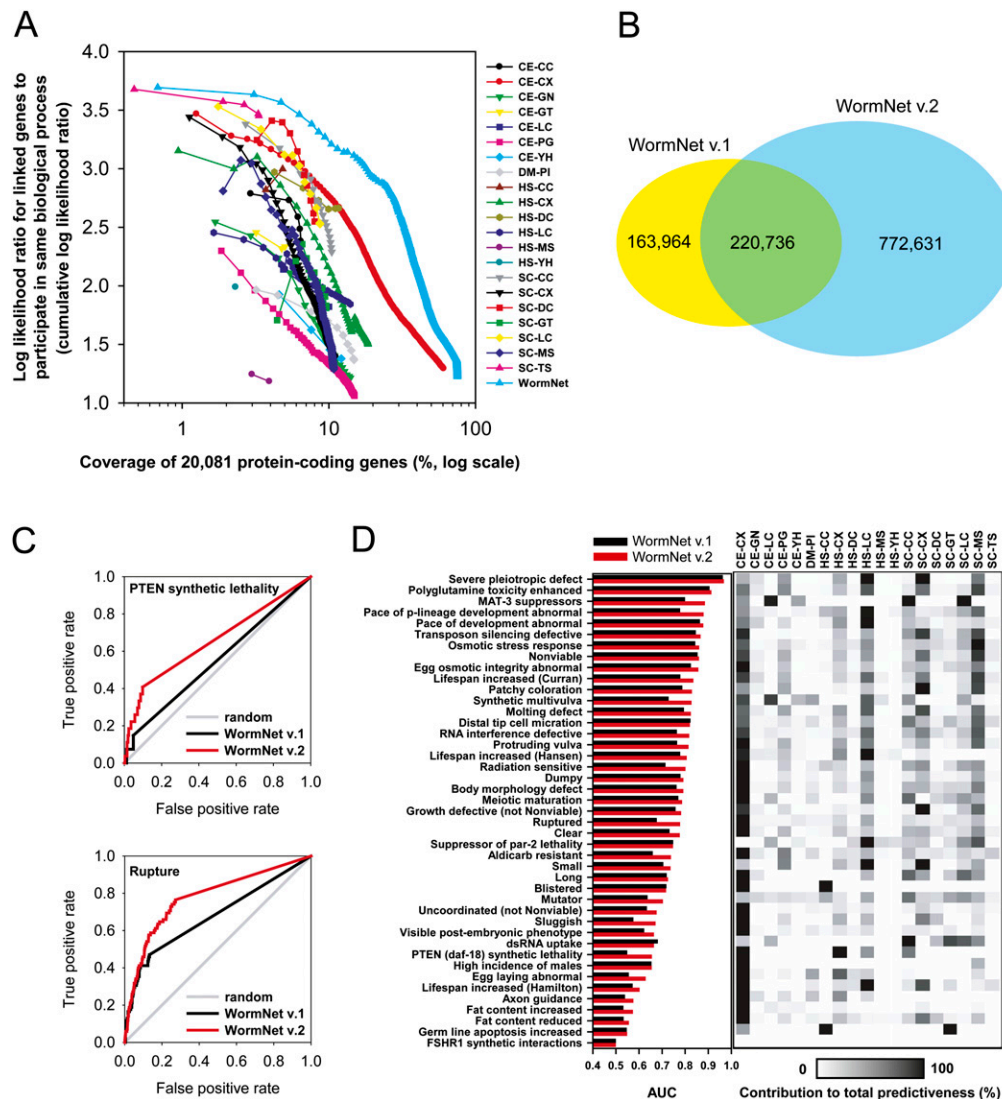 A
Log likelihood ratio for linked genes to
participate in same biological process
(cumulative log likelihood ratio)
4.0
3.5
3.0
2.5
2.0
1.5
1.0
1
10
100
Coverage of 20,081 protein-coding genes (%, log scale)
CE-CC
CE-CX
CE-GN
CE-GT
CE-LC
CE-PG
CE-YH
DM-PI
HS-CC
HS-CX
HS-DC
HS-LC
HS-MS
HS-YH
SC-CC
SC-CX
SC-DC
SC-GT
SC-LC
SC-MS
SC-TS
WormNet
B
WormNet v.2
WormNet v.1
163,964
220,736
772,631
C
PTEN synthetic lethality
True positive rate
1.0
0.8
0.6
0.4
0.2
0.0
random
WormNet v.1
WormNet v.2
0.0 0.2 0.4 0.6 0.8 1.0
False positive rate
Rupture
True positive rate
1.0
0.8
0.6
0.4
0.2
0.0
random
WormNet v.1
WormNet v.2
0.0 0.2 0.4 0.6 0.8 1.0
False positive rate
D
WormNet v.1
WormNet v.2
CE-CX
CE-GN
CE-LC
CE-PG
CE-YH
DM-PI
HS-CC
HS-CX
HS-DC
HS-LC
HS-MS
HS-YH
SC-CC
SC-CX
SC-DC
SC-GT
SC-LC
SC-MS
SC-TS
Severe pleiotropic defect
Polyglutamine toxicity enhanced
MAT-3 suppressors
Pace of p-lineage development abnormal
Pace of development abnormal
Transposon silencing defective
Osmotic stress response
Nonviable
Egg osmotic integrity abnormal
Lifespan increased (Curran)
Patchy coloration
Synthetic multivulva
Molting defect
Distal tip cell micration
RNA interference defective
Protruding vulva
Lifespan increased (Hansen)
Radiation sensitive
Dumpy
Body morphology defect
Meiotic maturation
Growth defective (not Nonviable)
Ruptured
Clear
Suppressor of par-2 lethality
Aldicarb resistant
Small
Long
Blistered
Mutator
Uncoordinated (not Nonviable)
Sluggish
Visible post-embryonic phenotype
dsRNA uptake
PTEN (daf-18) synthetic lethality
High incidence of males
Egg laying abnormal
Lifespan increased (Hamilton)
Axon guidance
Fat content increased
Fat content reduced
Germ line apoptosis increased
FSHR1 synthetic interactions
0.4 0.5 0.6 0.7 0.8 0.9 1.0
AUC
0
100
Contribution to total predictiveness (%)